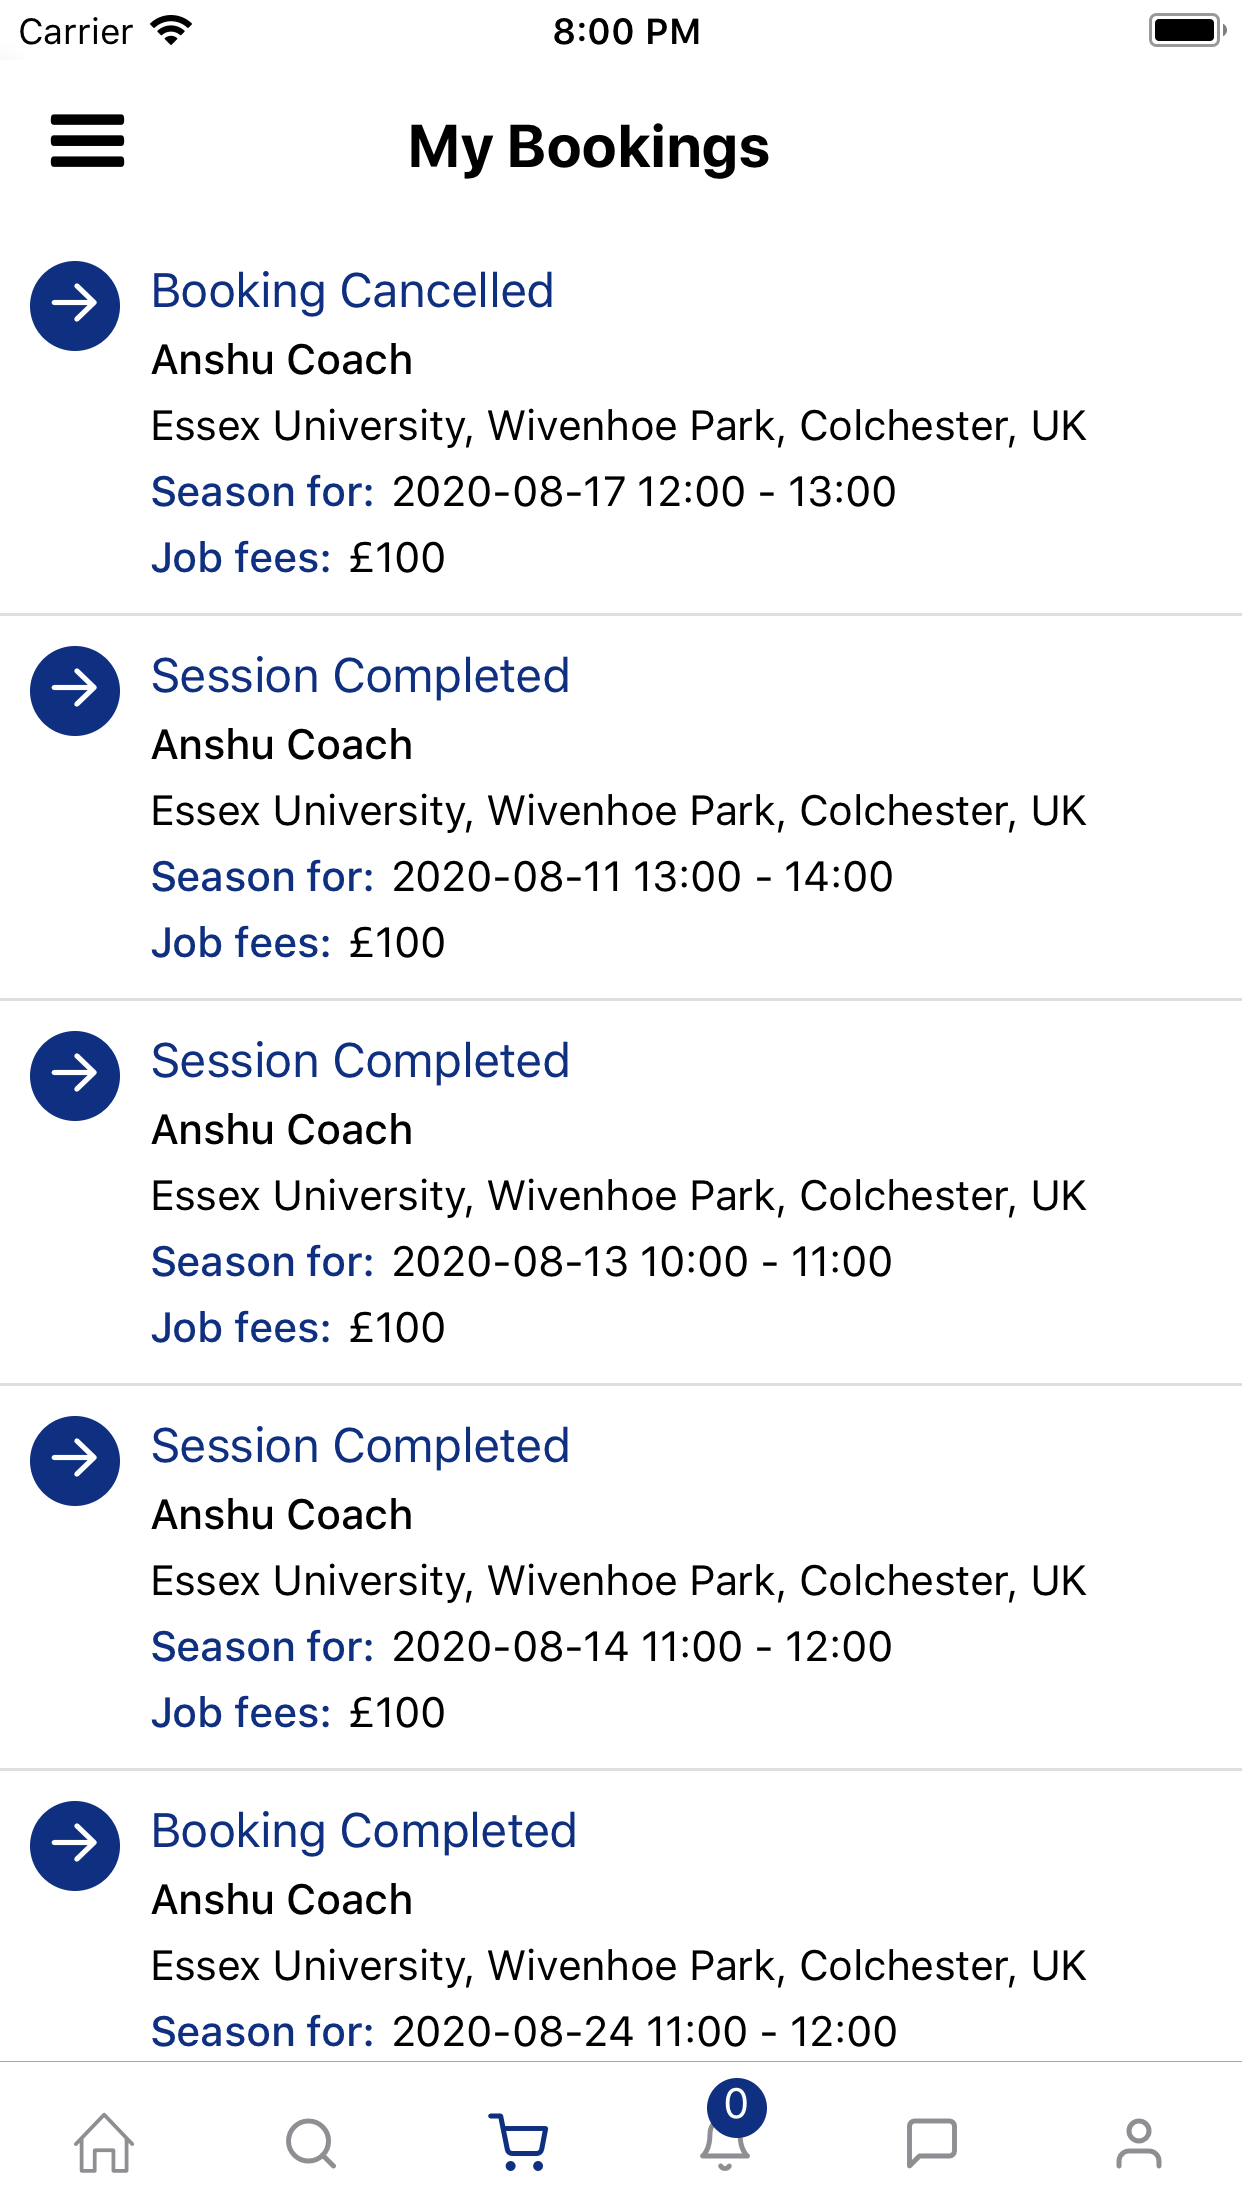 Carrier 8:00 PM
My Bookings
Booking Cancelled
Anshu Coach
Essex University, Wivenhoe Park, Colchester, UK
Season for: 2020-08-17 12:00 - 13:00
Job fees: £100
Session Completed
Anshu Coach
Essex University, Wivenhoe Park, Colchester, UK
Season for: 2020-08-11 13:00 - 14:00
Job fees: £100
Session Completed
Anshu Coach
Essex University, Wivenhoe Park, Colchester, UK
Season for: 2020-08-13 10:00 - 11:00
Job fees: £100
Session Completed
Anshu Coach
Essex University, Wivenhoe Park, Colchester, UK
Season for: 2020-08-14 11:00 - 12:00
Job fees: £100
Booking Completed
Anshu Coach
Essex University, Wivenhoe Park, Colchester, UK
Season for: 2020-08-24 11:00 - 12:00
0